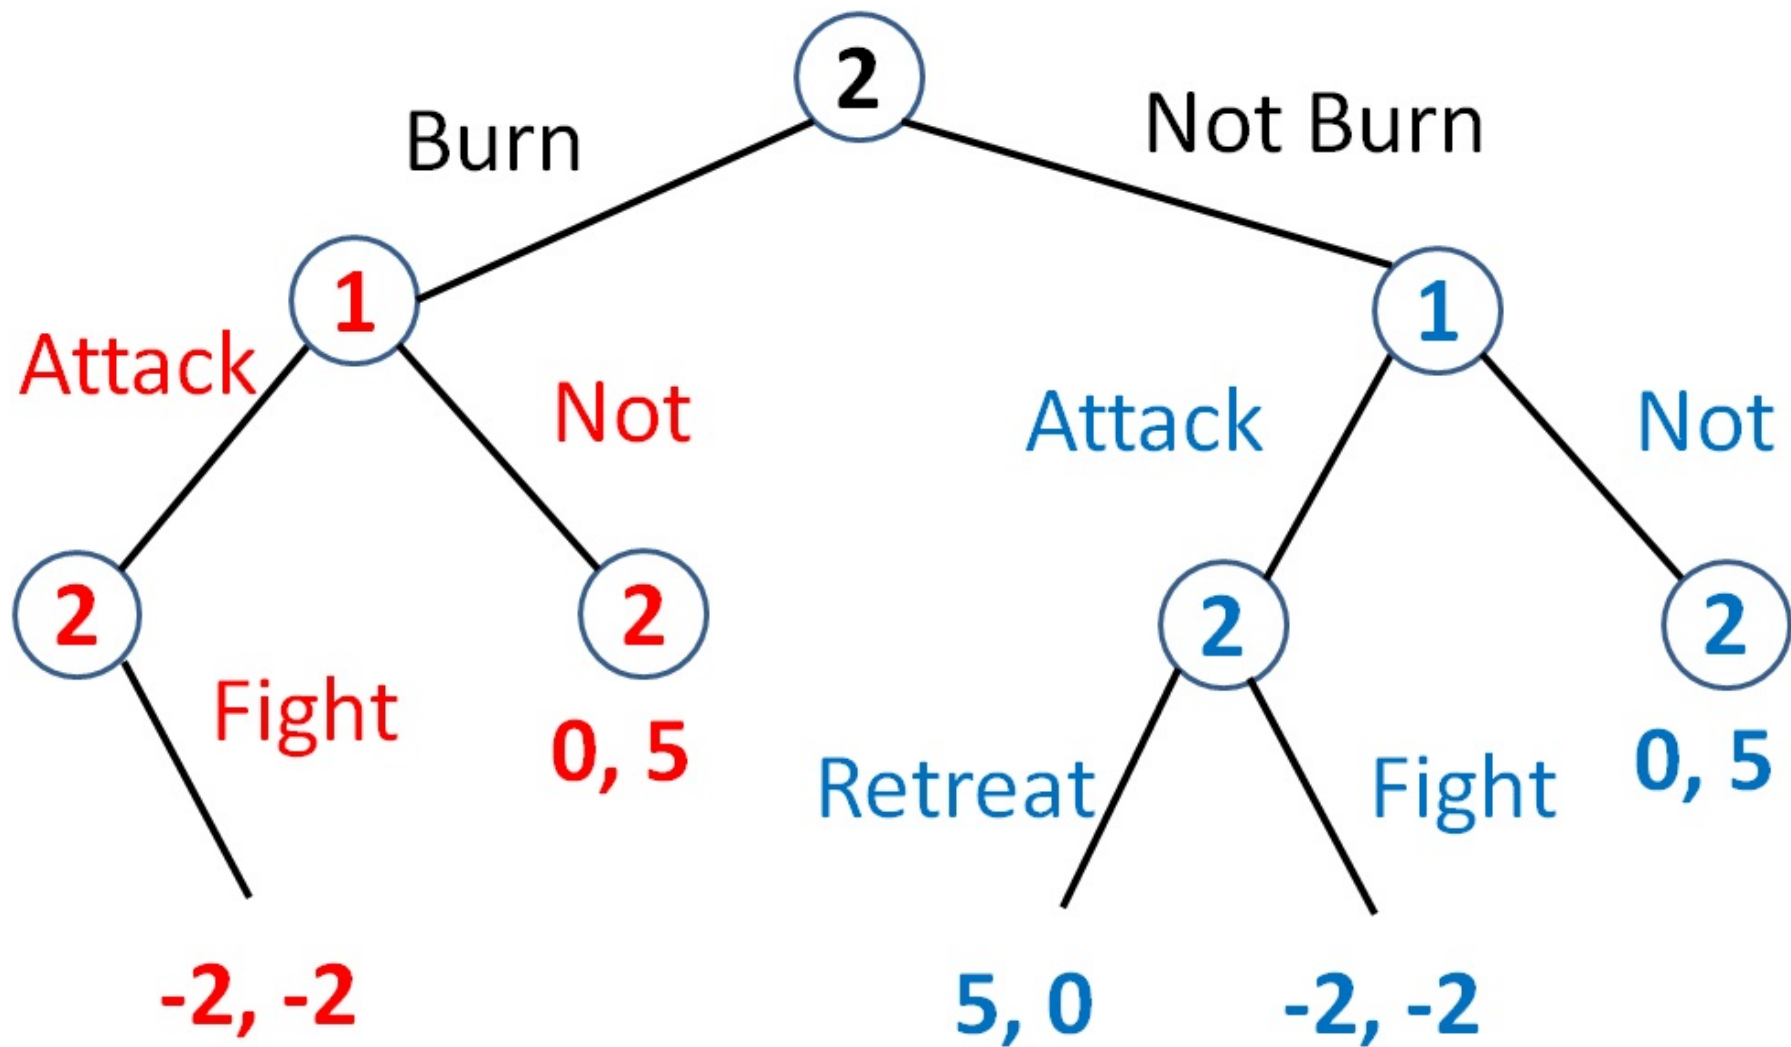 2
Burn
Not Burn
1
1
Attack
Not
Attack
Not
2
2
2
2
Fight
0, 5
Retreat
Fight
0, 5
-2, -2
5, 0
-2, -2